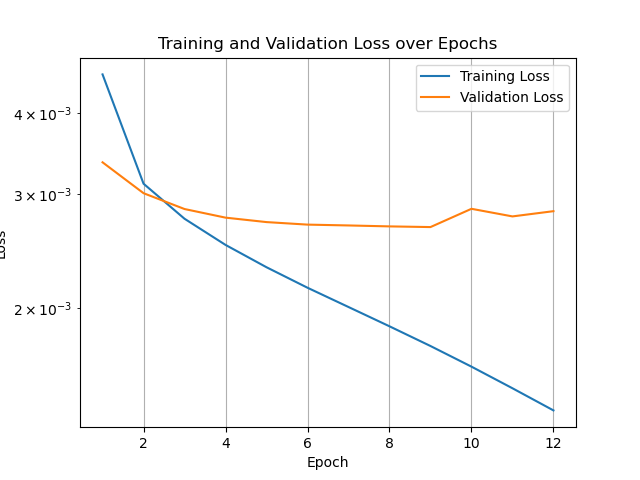 Training and Validation Loss over Epochs
Training Loss
Validation Loss
4 × 10⁻³
3 × 10⁻³
2 × 10⁻³
Loss
2 4 6 8 10 12
Epoch